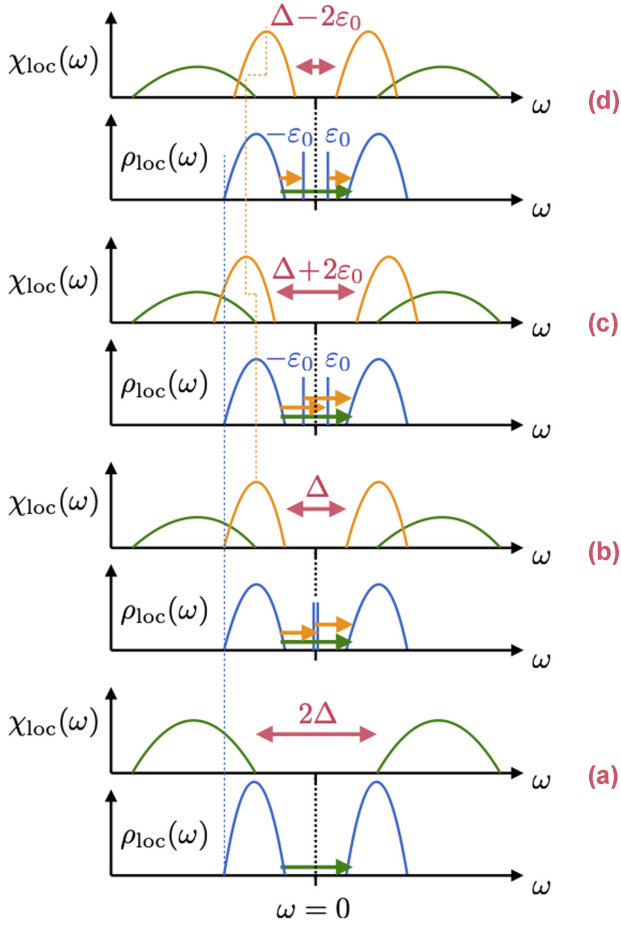 Δ−2ε₀
χloc(ω)
ω
(d)
−ε₀ ε₀
ρloc(ω)
ω
Δ+2ε₀
χloc(ω)
ω
(c)
−ε₀ ε₀
ρloc(ω)
ω
Δ
χloc(ω)
ω
(b)
ρloc(ω)
ω
2Δ
χloc(ω)
ω
(a)
ρloc(ω)
ω
ω = 0